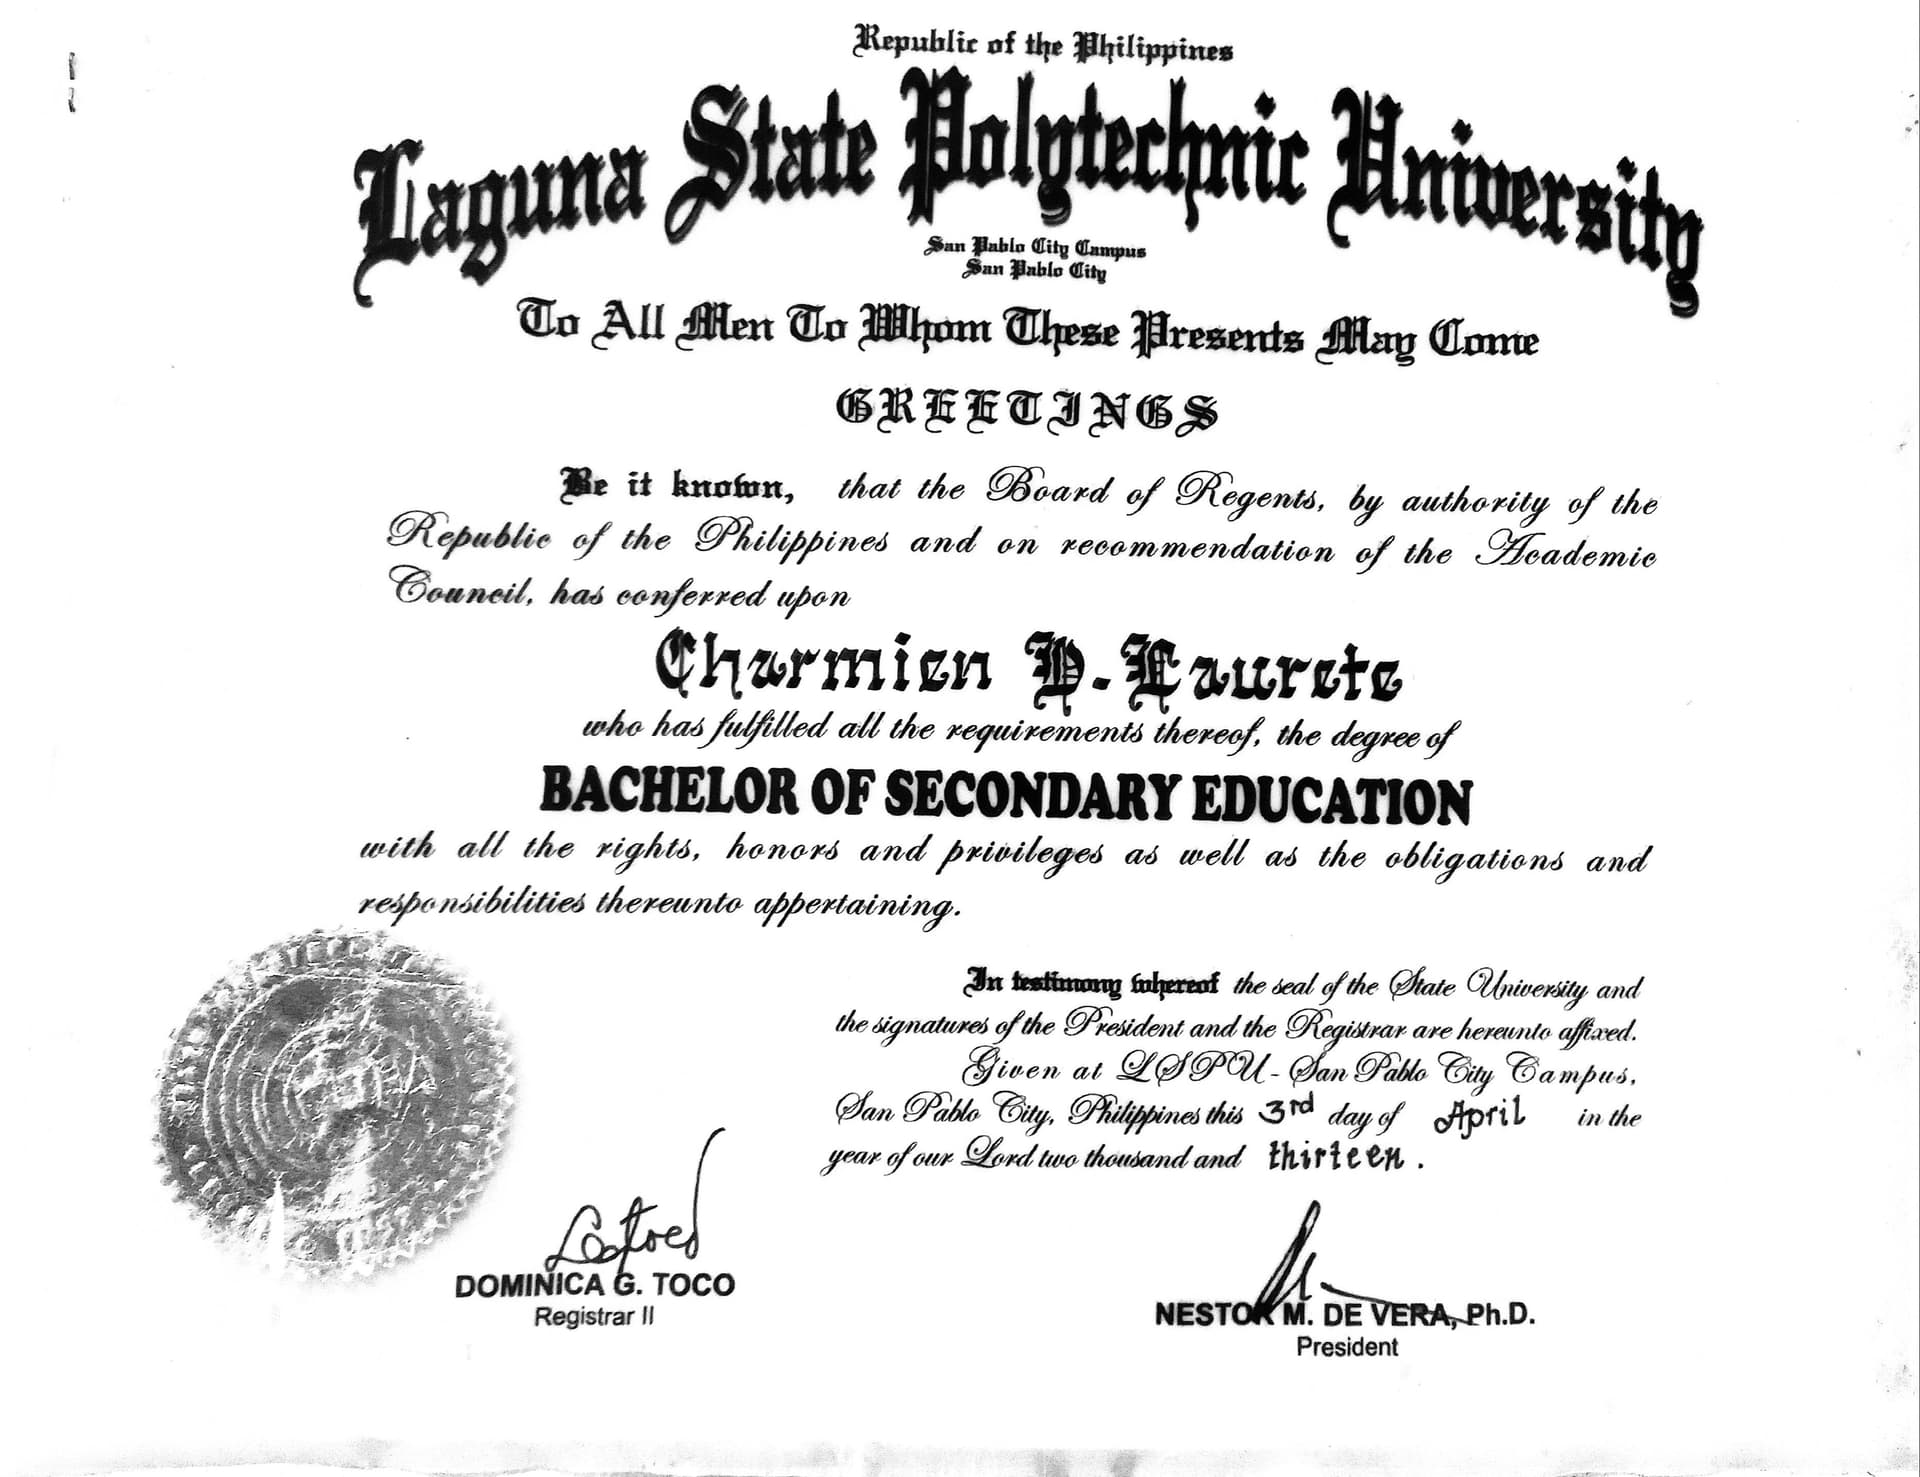 Republic of the Philippines
Laguna State Polytechnic University
San Pablo City Campus
San Pablo City
To All Men To Whom These Presents May Come
GREETINGS
Be it known, that the Board of Regents, by authority of the
Republic of the Philippines and on recommendation of the Academic
Council, has conferred upon
Charmien D. Laurete
who has fulfilled all the requirements thereof, the degree of
BACHELOR OF SECONDARY EDUCATION
with all the rights, honors and privileges as well as the obligations and
responsibilities thereunto appertaining.
In testimony whereof the seal of the State University and
the signatures of the President and the Registrar are hereunto affixed.
Given at LSPU - San Pablo City Campus,
San Pablo City, Philippines this 3rd day of April in the
year of our Lord two thousand and thirteen.
DOMINICA G. TOCO
Registrar II
NESTOR M. DE VERA, Ph.D.
President